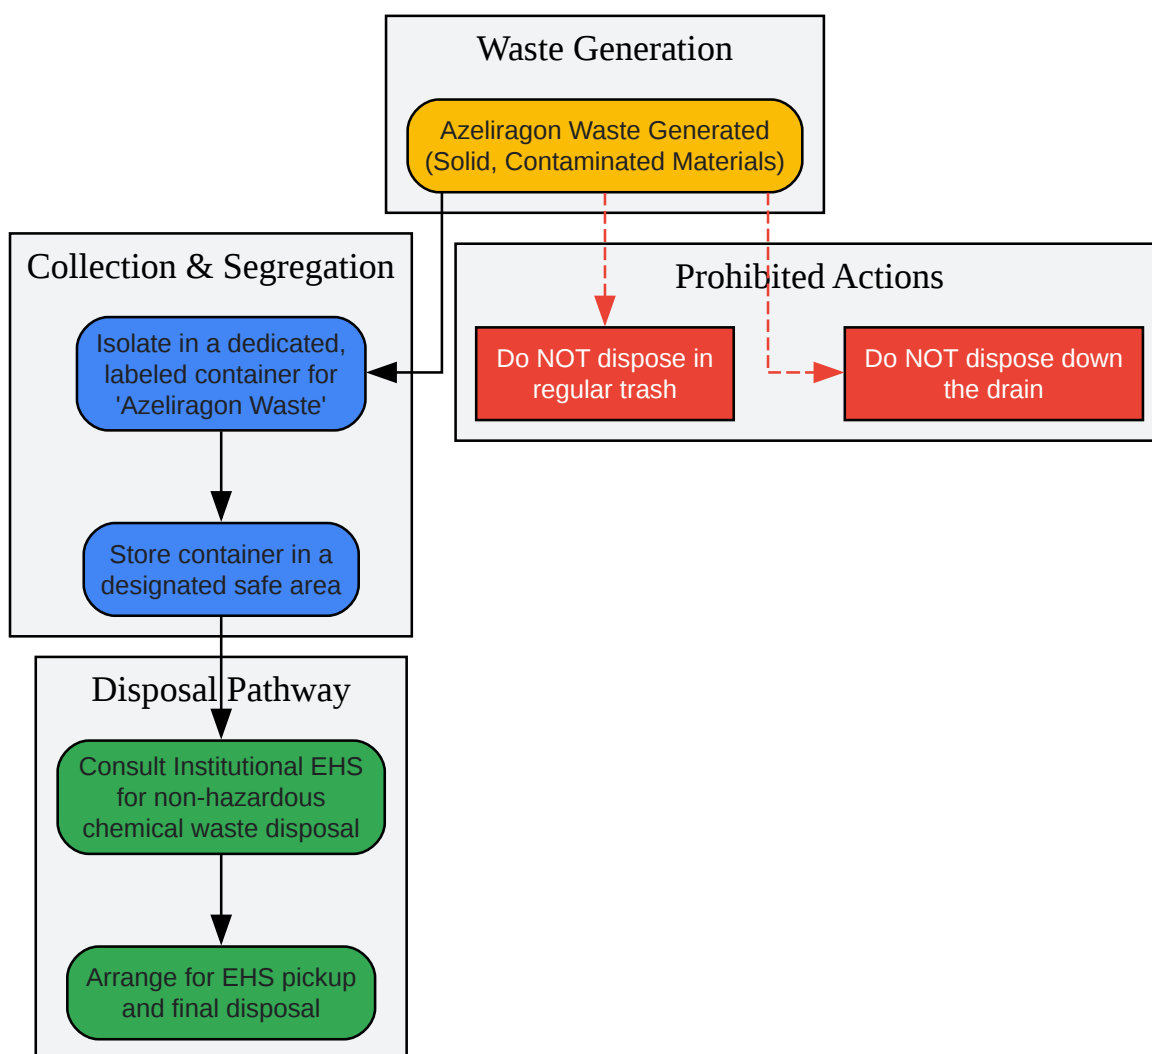 Waste Generation
Azeliragon Waste Generated
(Solid, Contaminated Materials)
Collection & Segregation
Isolate in a dedicated,
labeled container for
'Azeliragon Waste'
Store container in a
designated safe area
Prohibited Actions
Do NOT dispose in
regular trash
Do NOT dispose down
the drain
Disposal Pathway
Consult Institutional EHS
for non-hazardous
chemical waste disposal
Arrange for EHS pickup
and final disposal